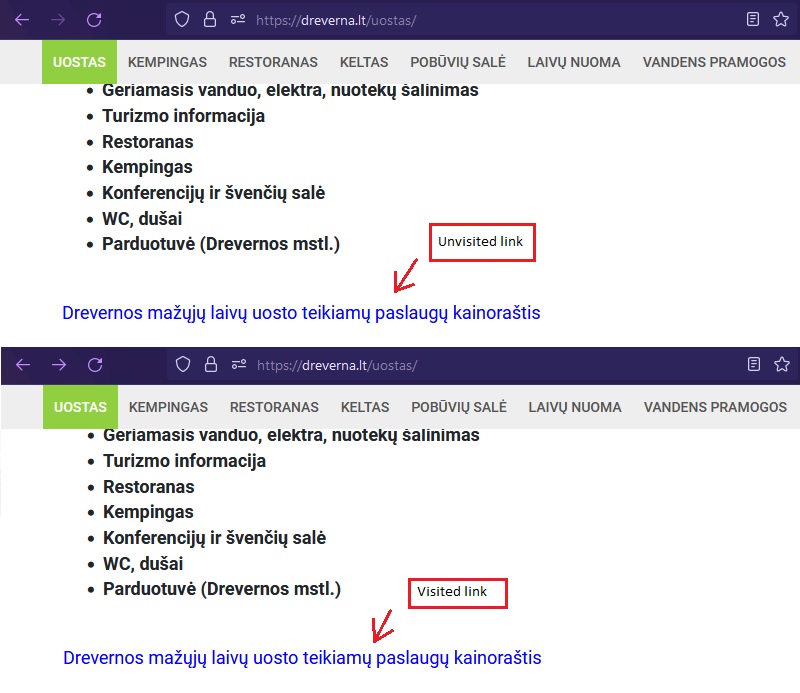 https://dreverna.lt/uostas/
UOSTAS KEMPINGAS RESTORANAS KELTAS POBŪVIŲ SALĖ LAIVŲ NUOMA VANDENS PRAMOGOS
Geriamasis vanduo, elektra, nuotekų šalinimas
Turizmo informacija
Restoranas
Kempingas
Konferencijų ir švenčių salė
WC, dušai
Parduotuvė (Drevernos mstl.)
Unvisited link
Drevernos mažųjų laivų uosto teikiamų paslaugų kainoraštis
https://dreverna.lt/uostas/
UOSTAS KEMPINGAS RESTORANAS KELTAS POBŪVIŲ SALĖ LAIVŲ NUOMA VANDENS PRAMOGOS
Geriamasis vanduo, elektra, nuotekų šalinimas
Turizmo informacija
Restoranas
Kempingas
Konferencijų ir švenčių salė
WC, dušai
Parduotuvė (Drevernos mstl.)
Visited link
Drevernos mažųjų laivų uosto teikiamų paslaugų kainoraštis